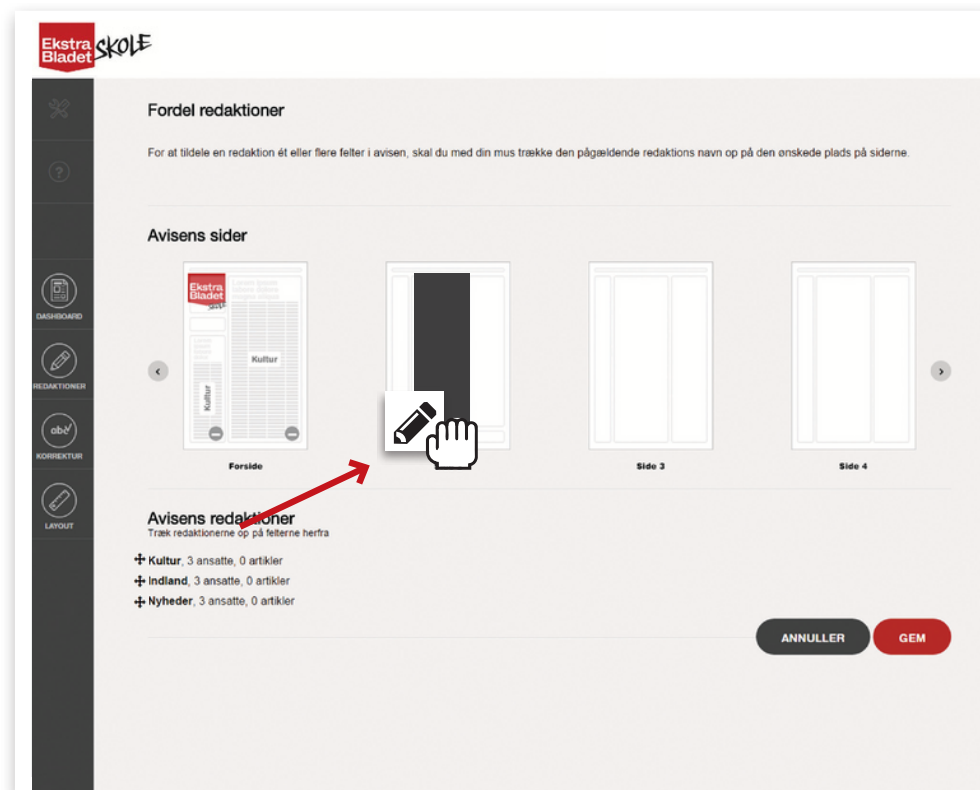 Ekstra
Bladet SKOLE
Fordel redaktioner
For at tildele en redaktion ét eller flere felter i avisen, skal du med din mus trække den pågældende redaktions navn op på den ønskede plads på siderne.
Avisens sider
Ekstra
Bladet
Kultur
Kultur
Forside
Side 3
Side 4
DASHBOARD
REDAKTIONER
abc
KORREKTUR
LAYOUT
Avisens redaktioner
Træk redaktionerne op på felterne herfra
Kultur, 3 ansatte, 0 artikler
Indland, 3 ansatte, 0 artikler
Nyheder, 3 ansatte, 0 artikler
ANNULLER
GEM